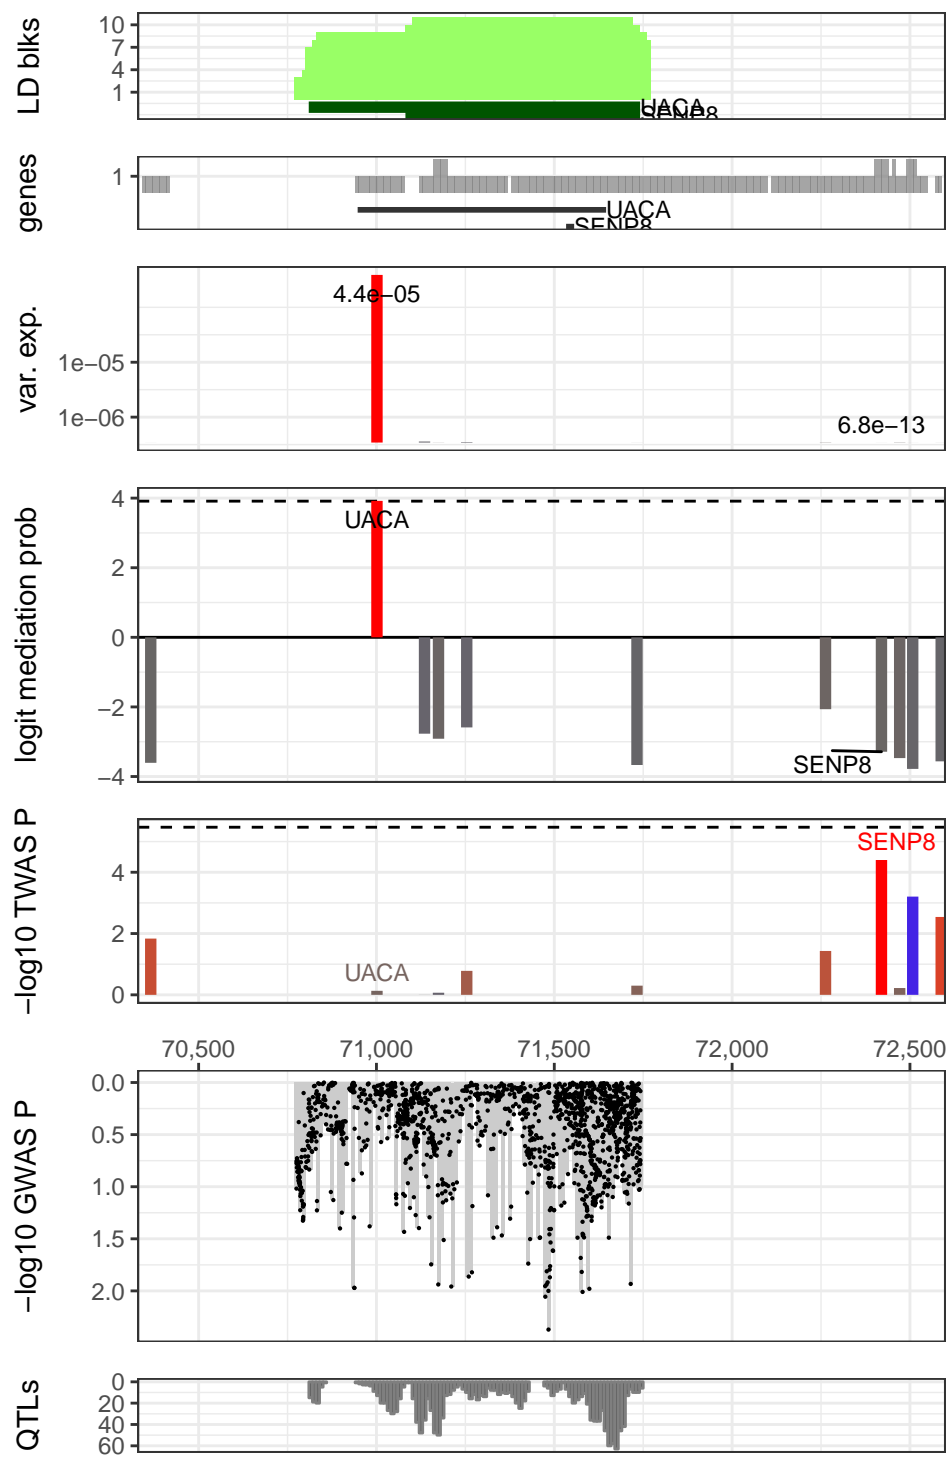 LD blks
10
7
4
1
UACA
SENP8
genes
1
UACA
SENP8
var. exp.
4.4e−05
1e−05
1e−06
6.8e−13
logit mediation prob
4
2
0
−2
−4
UACA
SENP8
−log10 TWAS P
4
2
0
SENP8
UACA
70,500 71,000 71,500 72,000 72,500
−log10 GWAS P
0.0
0.5
1.0
1.5
2.0
QTLs
0
20
40
60